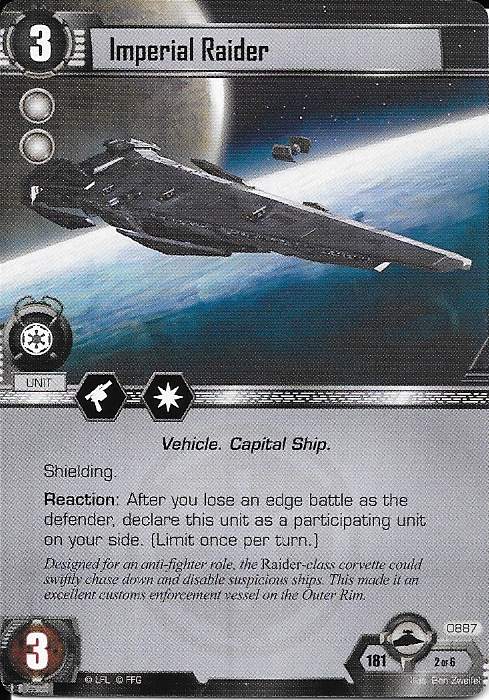 3
Imperial Raider
UNIT
Vehicle. Capital Ship.
Shielding.
Reaction: After you lose an edge battle as the
defender, declare this unit as a participating unit
on your side. (Limit once per turn.)
Designed for an anti-fighter role, the Raider-class corvette could
swiftly chase down and disable suspicious ships. This made it an
excellent customs enforcement vessel on the Outer Rim.
3
0887
181
2 of 6
© LFL © FFG
Illus. Ben Zweifel